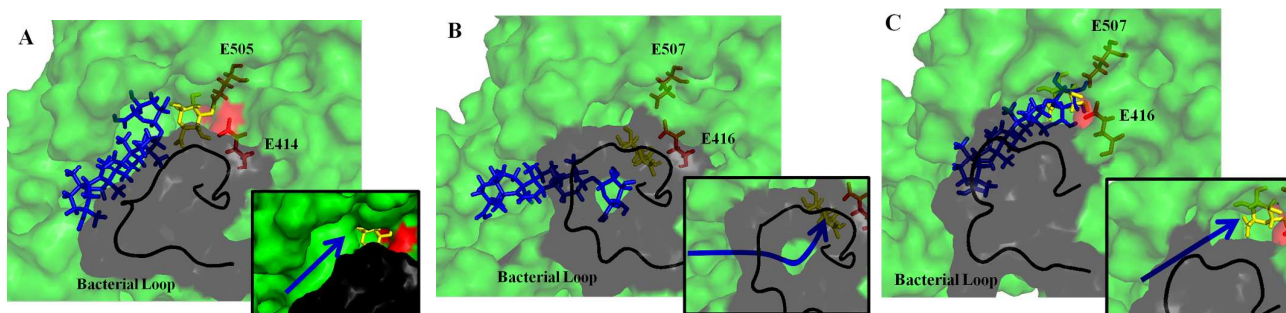 A
E505
E414
Bacterial Loop
B
E507
E416
Bacterial Loop
C
E507
E416
Bacterial Loop